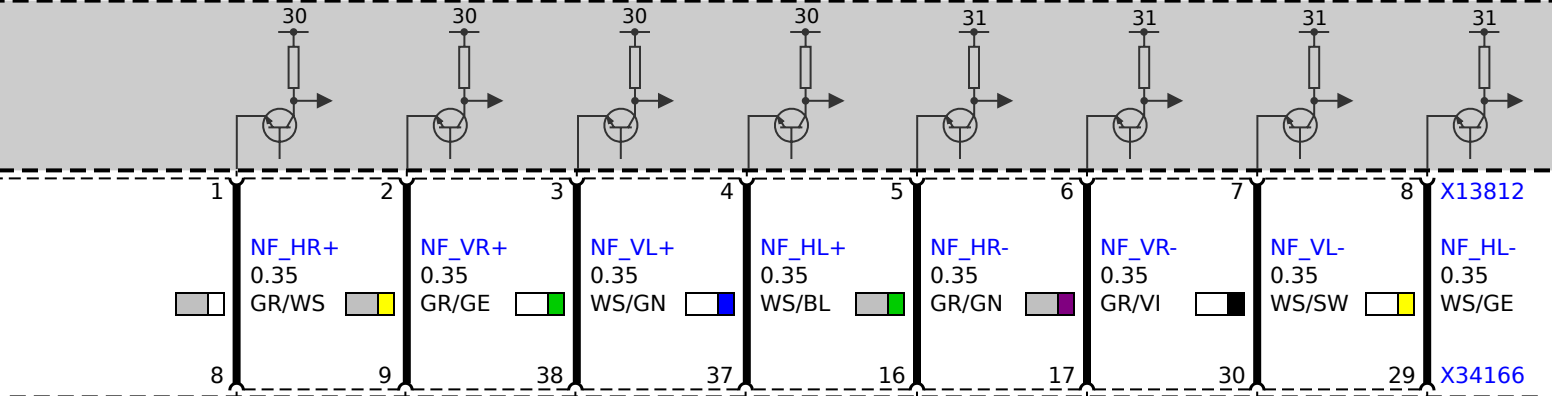 30 30 30 30 31 31 31 31
1 2 3 4 5 6 7 8 X13812
NF_HR+ NF_VR+ NF_VL+ NF_HL+ NF_HR- NF_VR- NF_VL- NF_HL-
0.35 0.35 0.35 0.35 0.35 0.35 0.35 0.35
GR/WS GR/GE WS/GN WS/BL GR/GN GR/VI WS/SW WS/GE
8 9 38 37 16 17 30 29 X34166